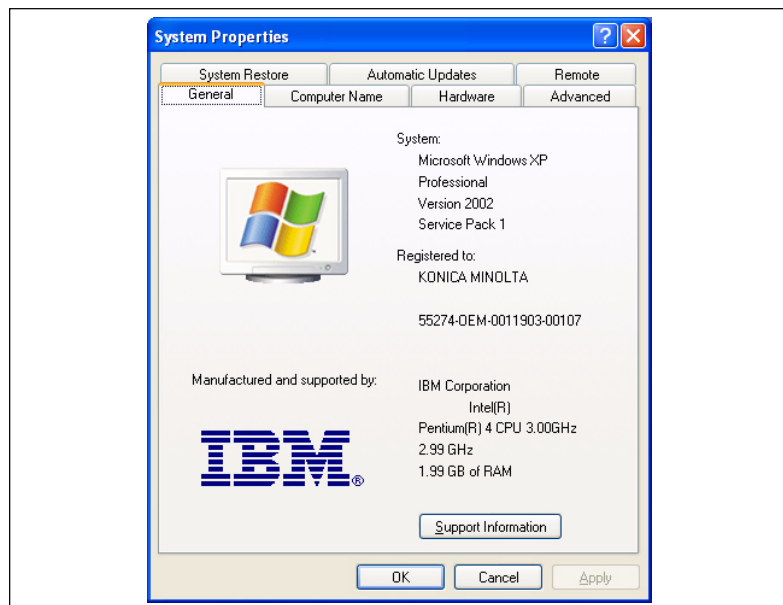 System Properties
System Restore Automatic Updates Remote
General Computer Name Hardware Advanced
System:
Microsoft Windows XP
Professional
Version 2002
Service Pack 1
Registered to:
KONICA MINOLTA
55274-OEM-0011903-00107
Manufactured and supported by:
IBM Corporation
Intel(R)
Pentium(R) 4 CPU 3.00GHz
2.99 GHz
1.99 GB of RAM
IBM®
Support Information
OK Cancel Apply